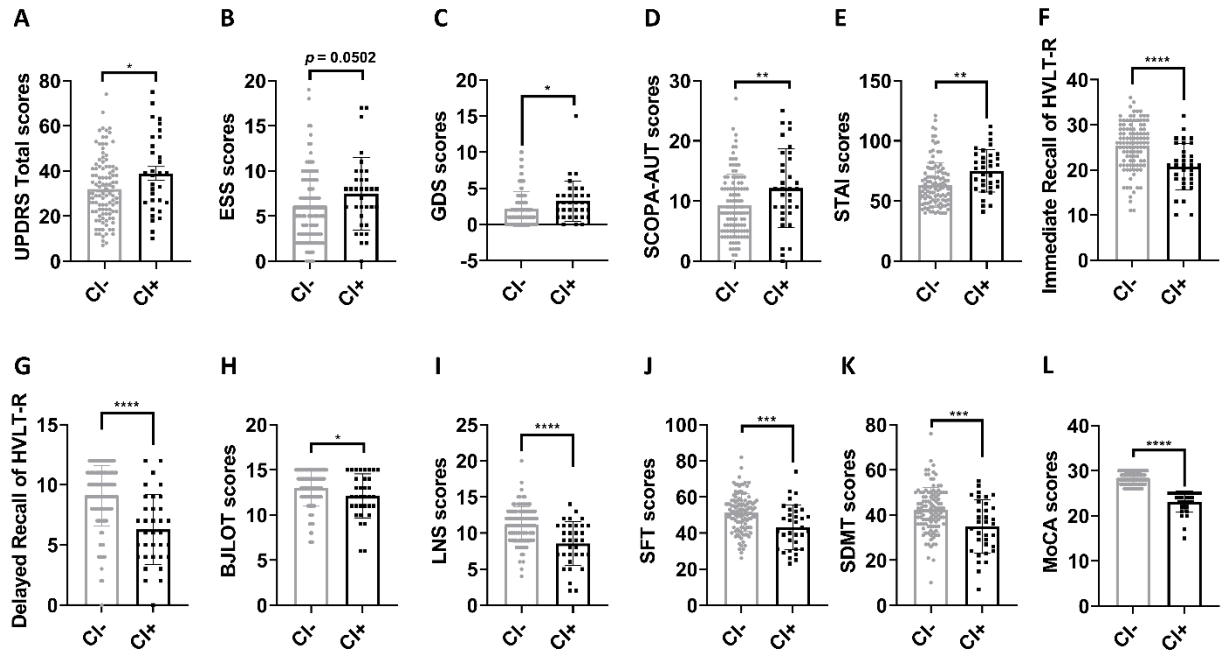 A
UPDRS Total scores
80
60
40
20
0
*
CI-
CI+
B
ESS scores
20
15
10
5
0
p = 0.0502
CI-
CI+
C
GDS scores
20
15
10
5
0
-5
*
CI-
CI+
D
SCOPA-AUT scores
30
20
10
0
**
CI-
CI+
E
STAI scores
150
100
50
0
**
CI-
CI+
F
Immediate Recall of HVLT-R
40
30
20
10
0
****
CI-
CI+
G
Delayed Recall of HVLT-R
15
10
5
0
****
CI-
CI+
H
BJLOT scores
20
15
10
5
0
*
CI-
CI+
I
LNS scores
25
20
15
10
5
0
****
CI-
CI+
J
SFT scores
100
80
60
40
20
0
***
CI-
CI+
K
SDMT scores
80
60
40
20
0
***
CI-
CI+
L
MoCA scores
40
30
20
10
0
****
CI-
CI+